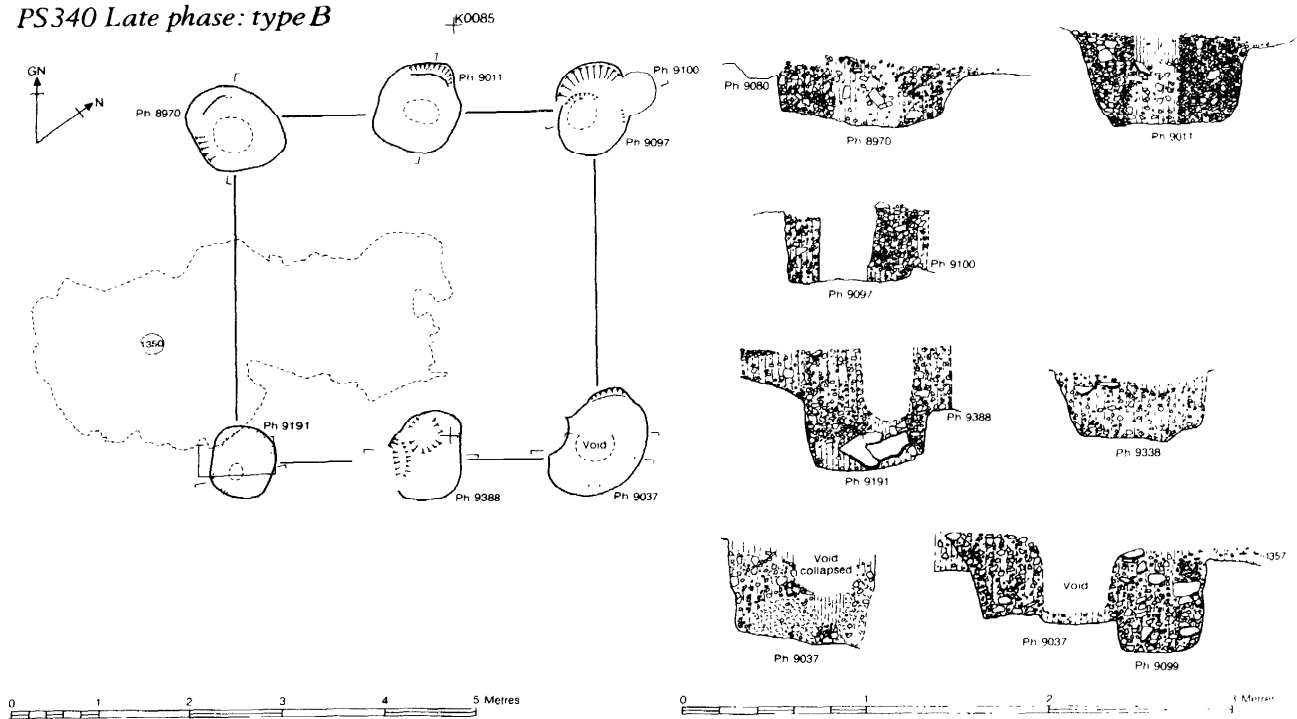 PS340 Late phase: type B
K0085
GN
N
Ph 8970
Ph 9011
Ph 9100
Ph 9097
1350
Ph 9191
Ph 9388
Void
Ph 9037
0 1 2 3 4 5 Metres
Ph 9080
Ph 8970
Ph 9011
Ph 9100
Ph 9097
Ph 9388
Ph 9191
Ph 9338
Void
collapsed
Ph 9037
Void
1357
Ph 9037
Ph 9099
0 1 2 3 Metres